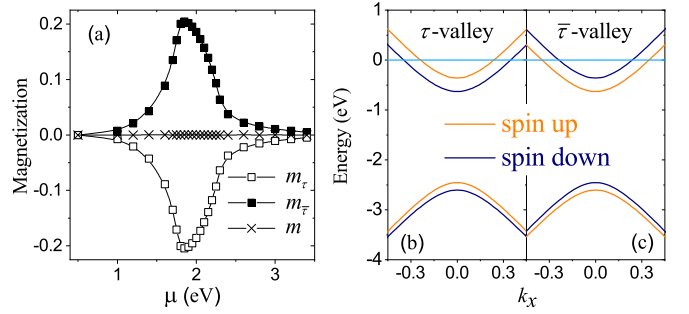 (a)
0.2
0.1
0.0
-0.1
-0.2
Magnetization
m_τ
m_τ̅
m
1
2
3
μ (eV)
τ-valley
τ̅-valley
1
0
-1
-3
-4
Energy (eV)
spin up
spin down
(b)
(c)
-0.3
0.0
0.3
-0.3
0.0
0.3
k_x